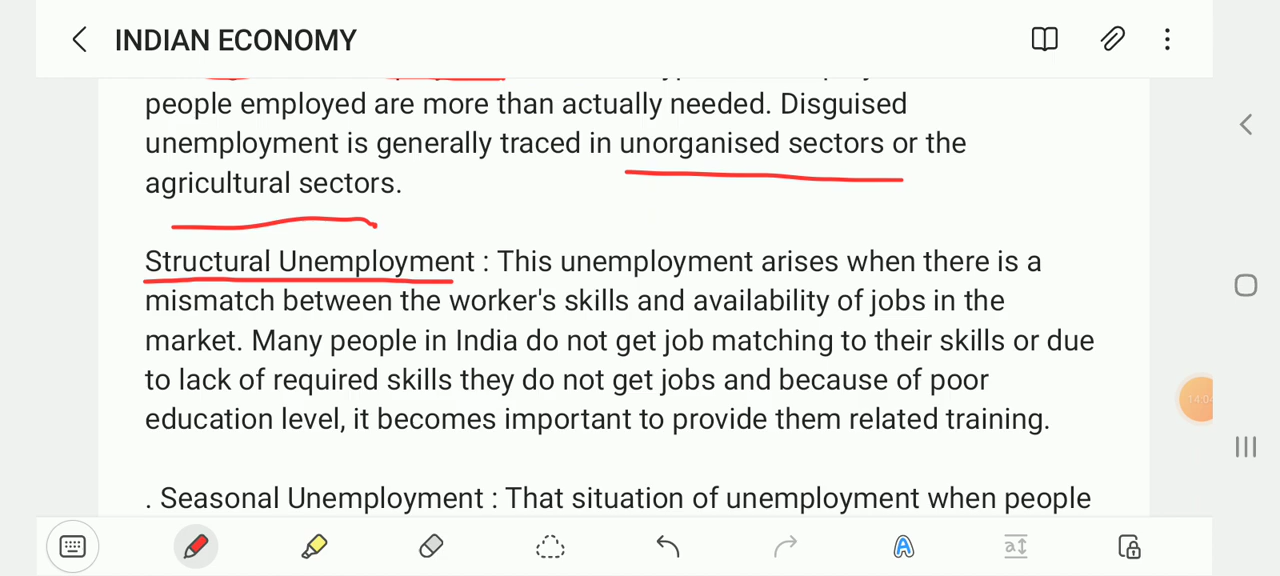 INDIAN ECONOMY
people employed are more than actually needed. Disguised
unemployment is generally traced in unorganised sectors or the
agricultural sectors.
Structural Unemployment : This unemployment arises when there is a
mismatch between the worker's skills and availability of jobs in the
market. Many people in India do not get job matching to their skills or due
to lack of required skills they do not get jobs and because of poor
education level, it becomes important to provide them related training.
. Seasonal Unemployment : That situation of unemployment when people